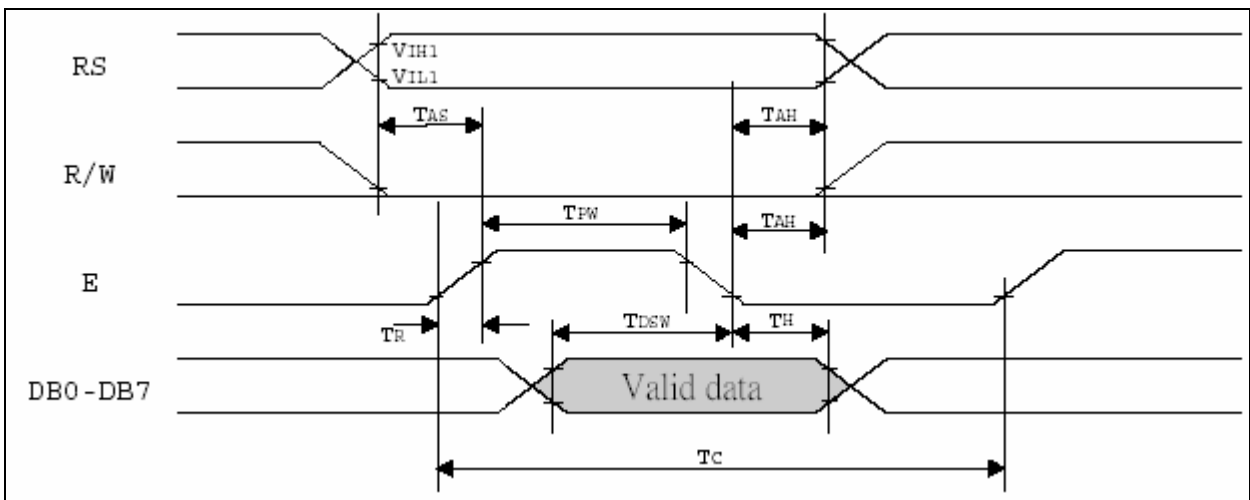 RS
VIH1
VIL1
TAS
TAH
R/W
TPW
TAH
E
TR
TDSW
TH
DB0-DB7
Valid data
TC